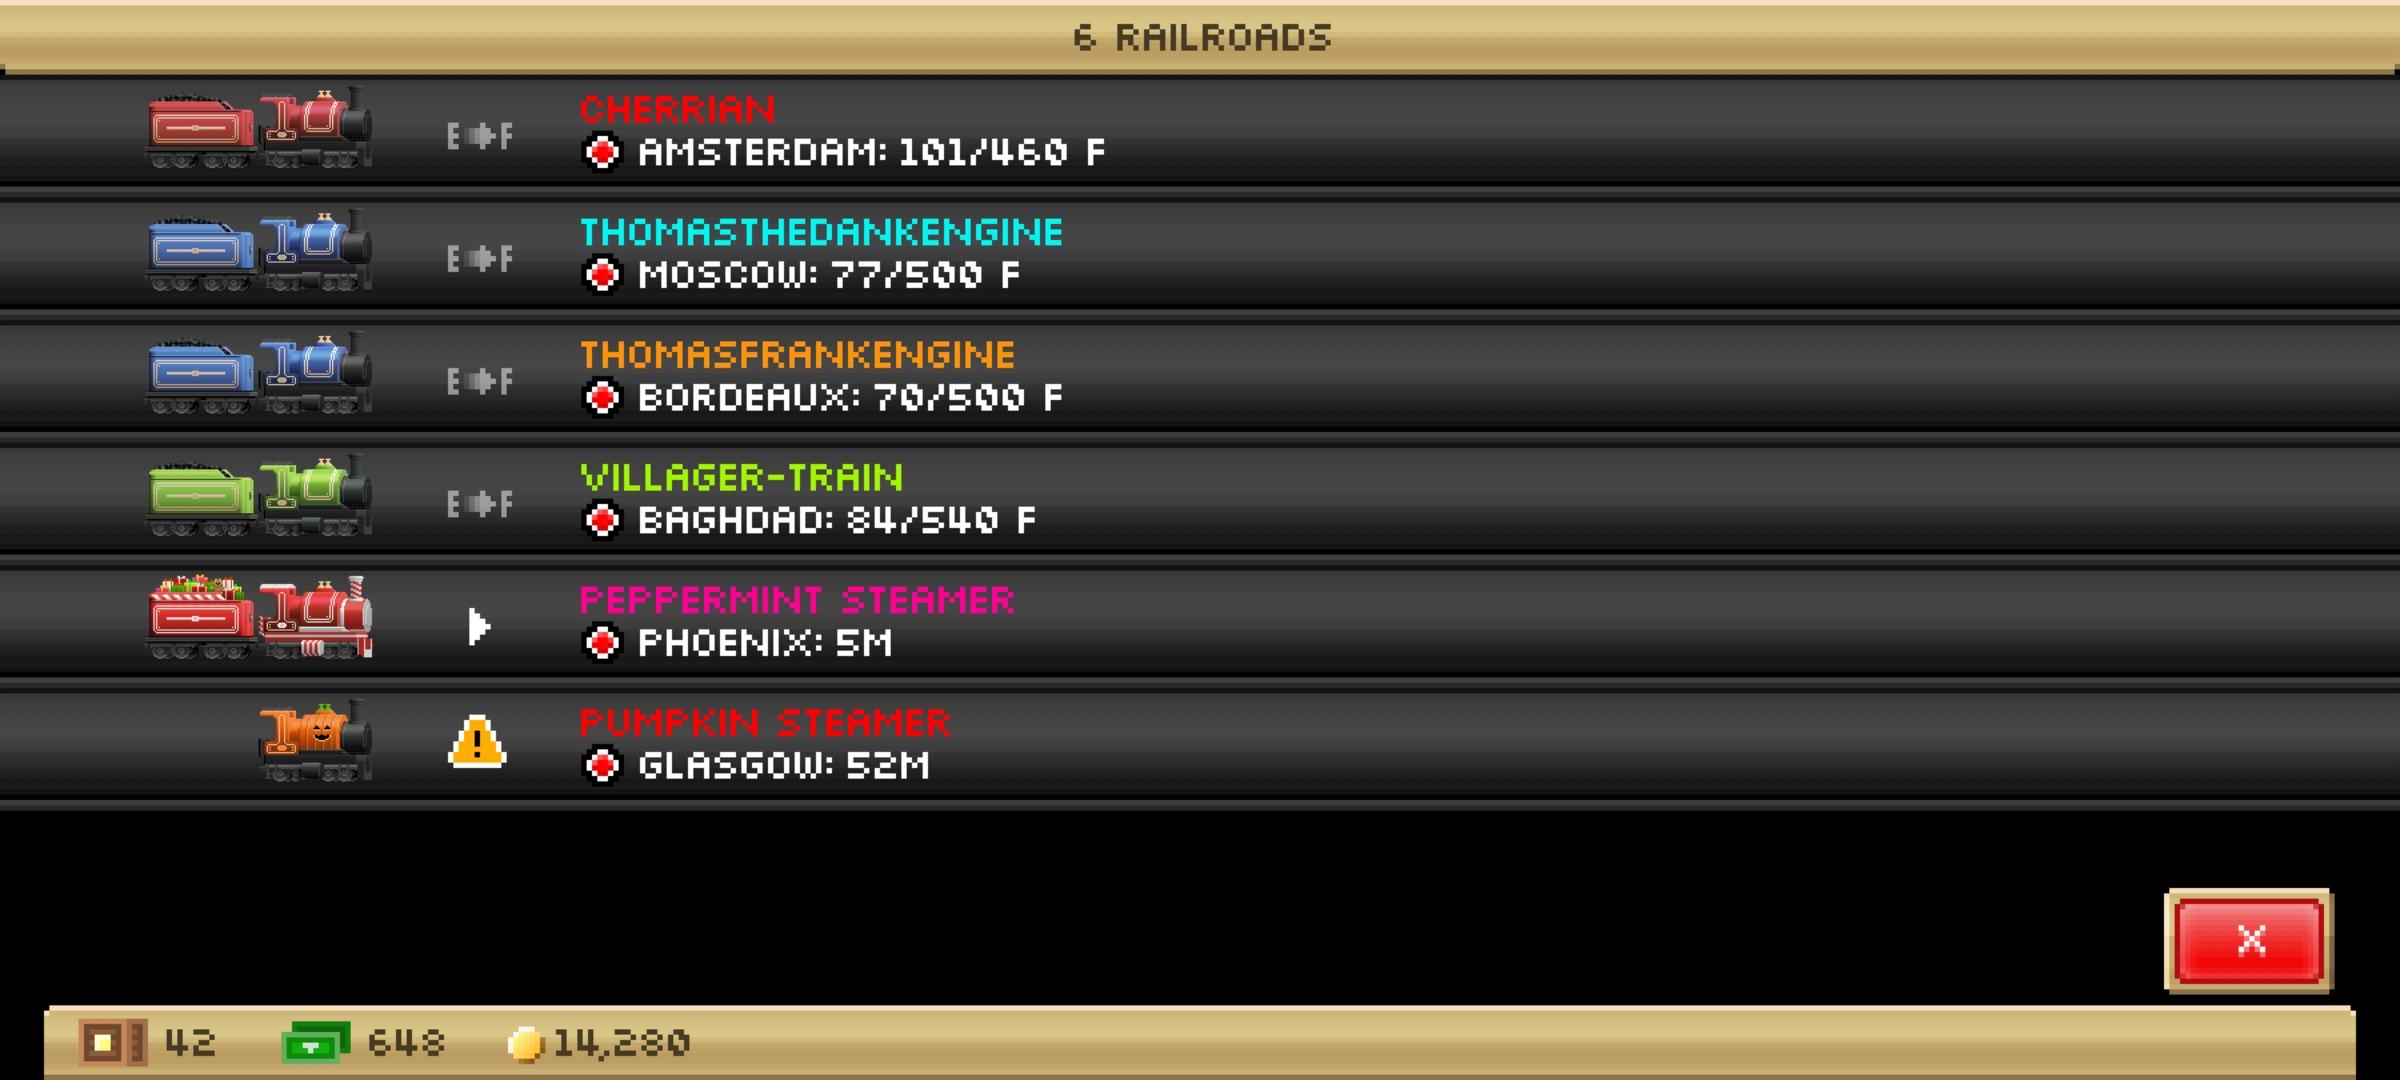 6 RAILROADS
E F
CHERRIAN
AMSTERDAM: 101/460 F
E F
THOMASTHEDANKENGINE
MOSCOW: 77/500 F
E F
THOMASFRANKENGINE
BORDEAUX: 70/500 F
E F
VILLAGER-TRAIN
BAGHDAD: 84/540 F
PEPPERMINT STEAMER
PHOENIX: 5M
!
PUMPKIN STEAMER
GLASGOW: 52M
X
42 648 14,280